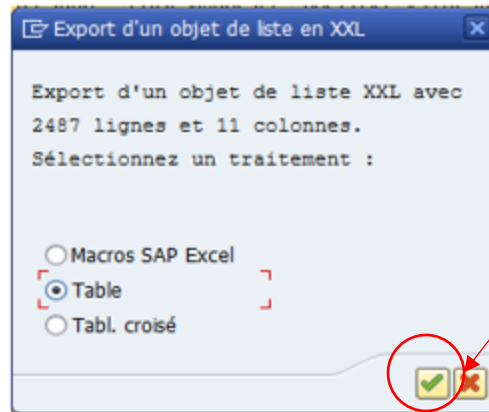 Export d'un objet de liste en XXL
Export d'un objet de liste XXL avec
2487 lignes et 11 colonnes.
Sélectionnez un traitement :
Macros SAP Excel
Table
Tabl. croisé